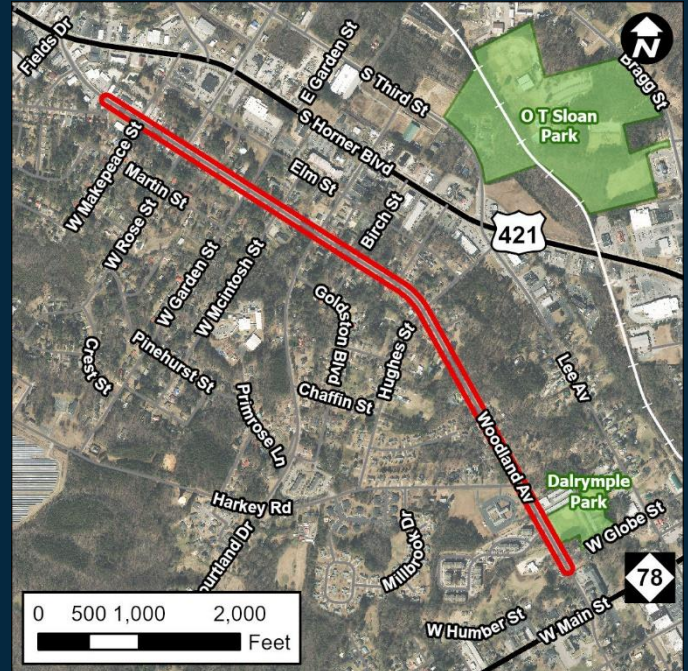 Fields Dr
E Garden St
S Third St
Bragg St
N
O T Sloan
Park
S Horner Blvd
W Makepeace St
Martin St
Elm St
W Rose St
Birch St
421
W Garden St
W Mcintosh St
Goldston Blvd
Crest St
Pinehurst St
Hughes St
Lee Av
Primrose Ln
Chaffin St
Woodland Av
Harkey Rd
Dalrymple
Park
W Globe St
Courtland Dr
Millbrook Dr
78
W Humber St
W Main St
0 500 1,000 2,000
Feet